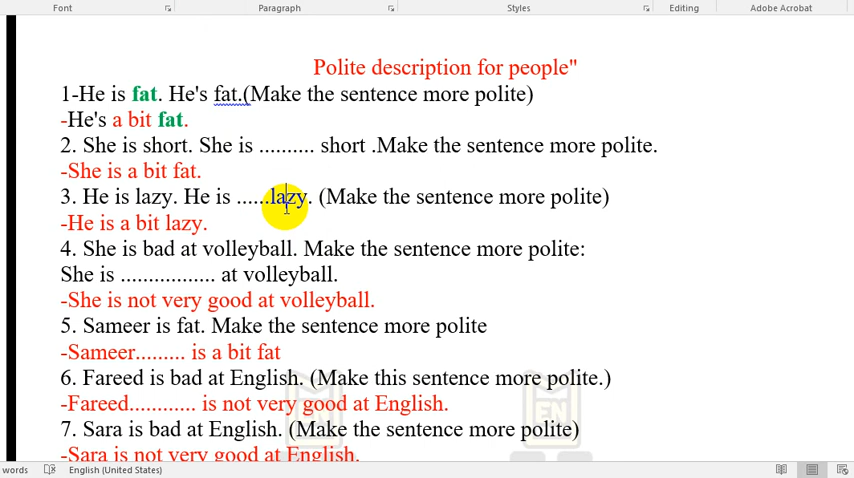 Font Paragraph Styles Editing Adobe Acrobat
Polite description for people"
1-He is fat. He's fat.(Make the sentence more polite)
-He's a bit fat.
2. She is short. She is .......... short .Make the sentence more polite.
-She is a bit fat.
3. He is lazy. He is ......lazy. (Make the sentence more polite)
-He is a bit lazy.
4. She is bad at volleyball. Make the sentence more polite:
She is ................. at volleyball.
-She is not very good at volleyball.
5. Sameer is fat. Make the sentence more polite
-Sameer......... is a bit fat
6. Fareed is bad at English. (Make this sentence more polite.)
-Fareed............ is not very good at English.
7. Sara is bad at English. (Make the sentence more polite)
-Sara is not very good at English.
words English (United States)